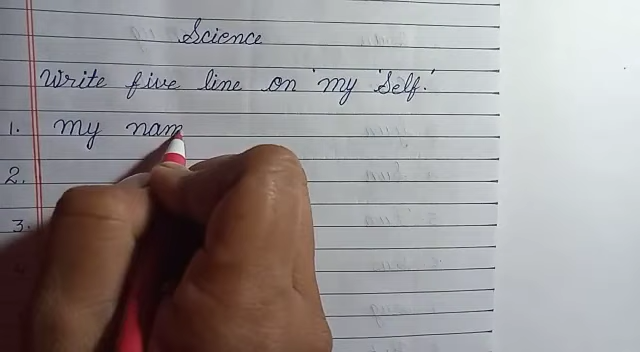 Science
Write five line on 'my Self.'
1. my nam
2.
3.